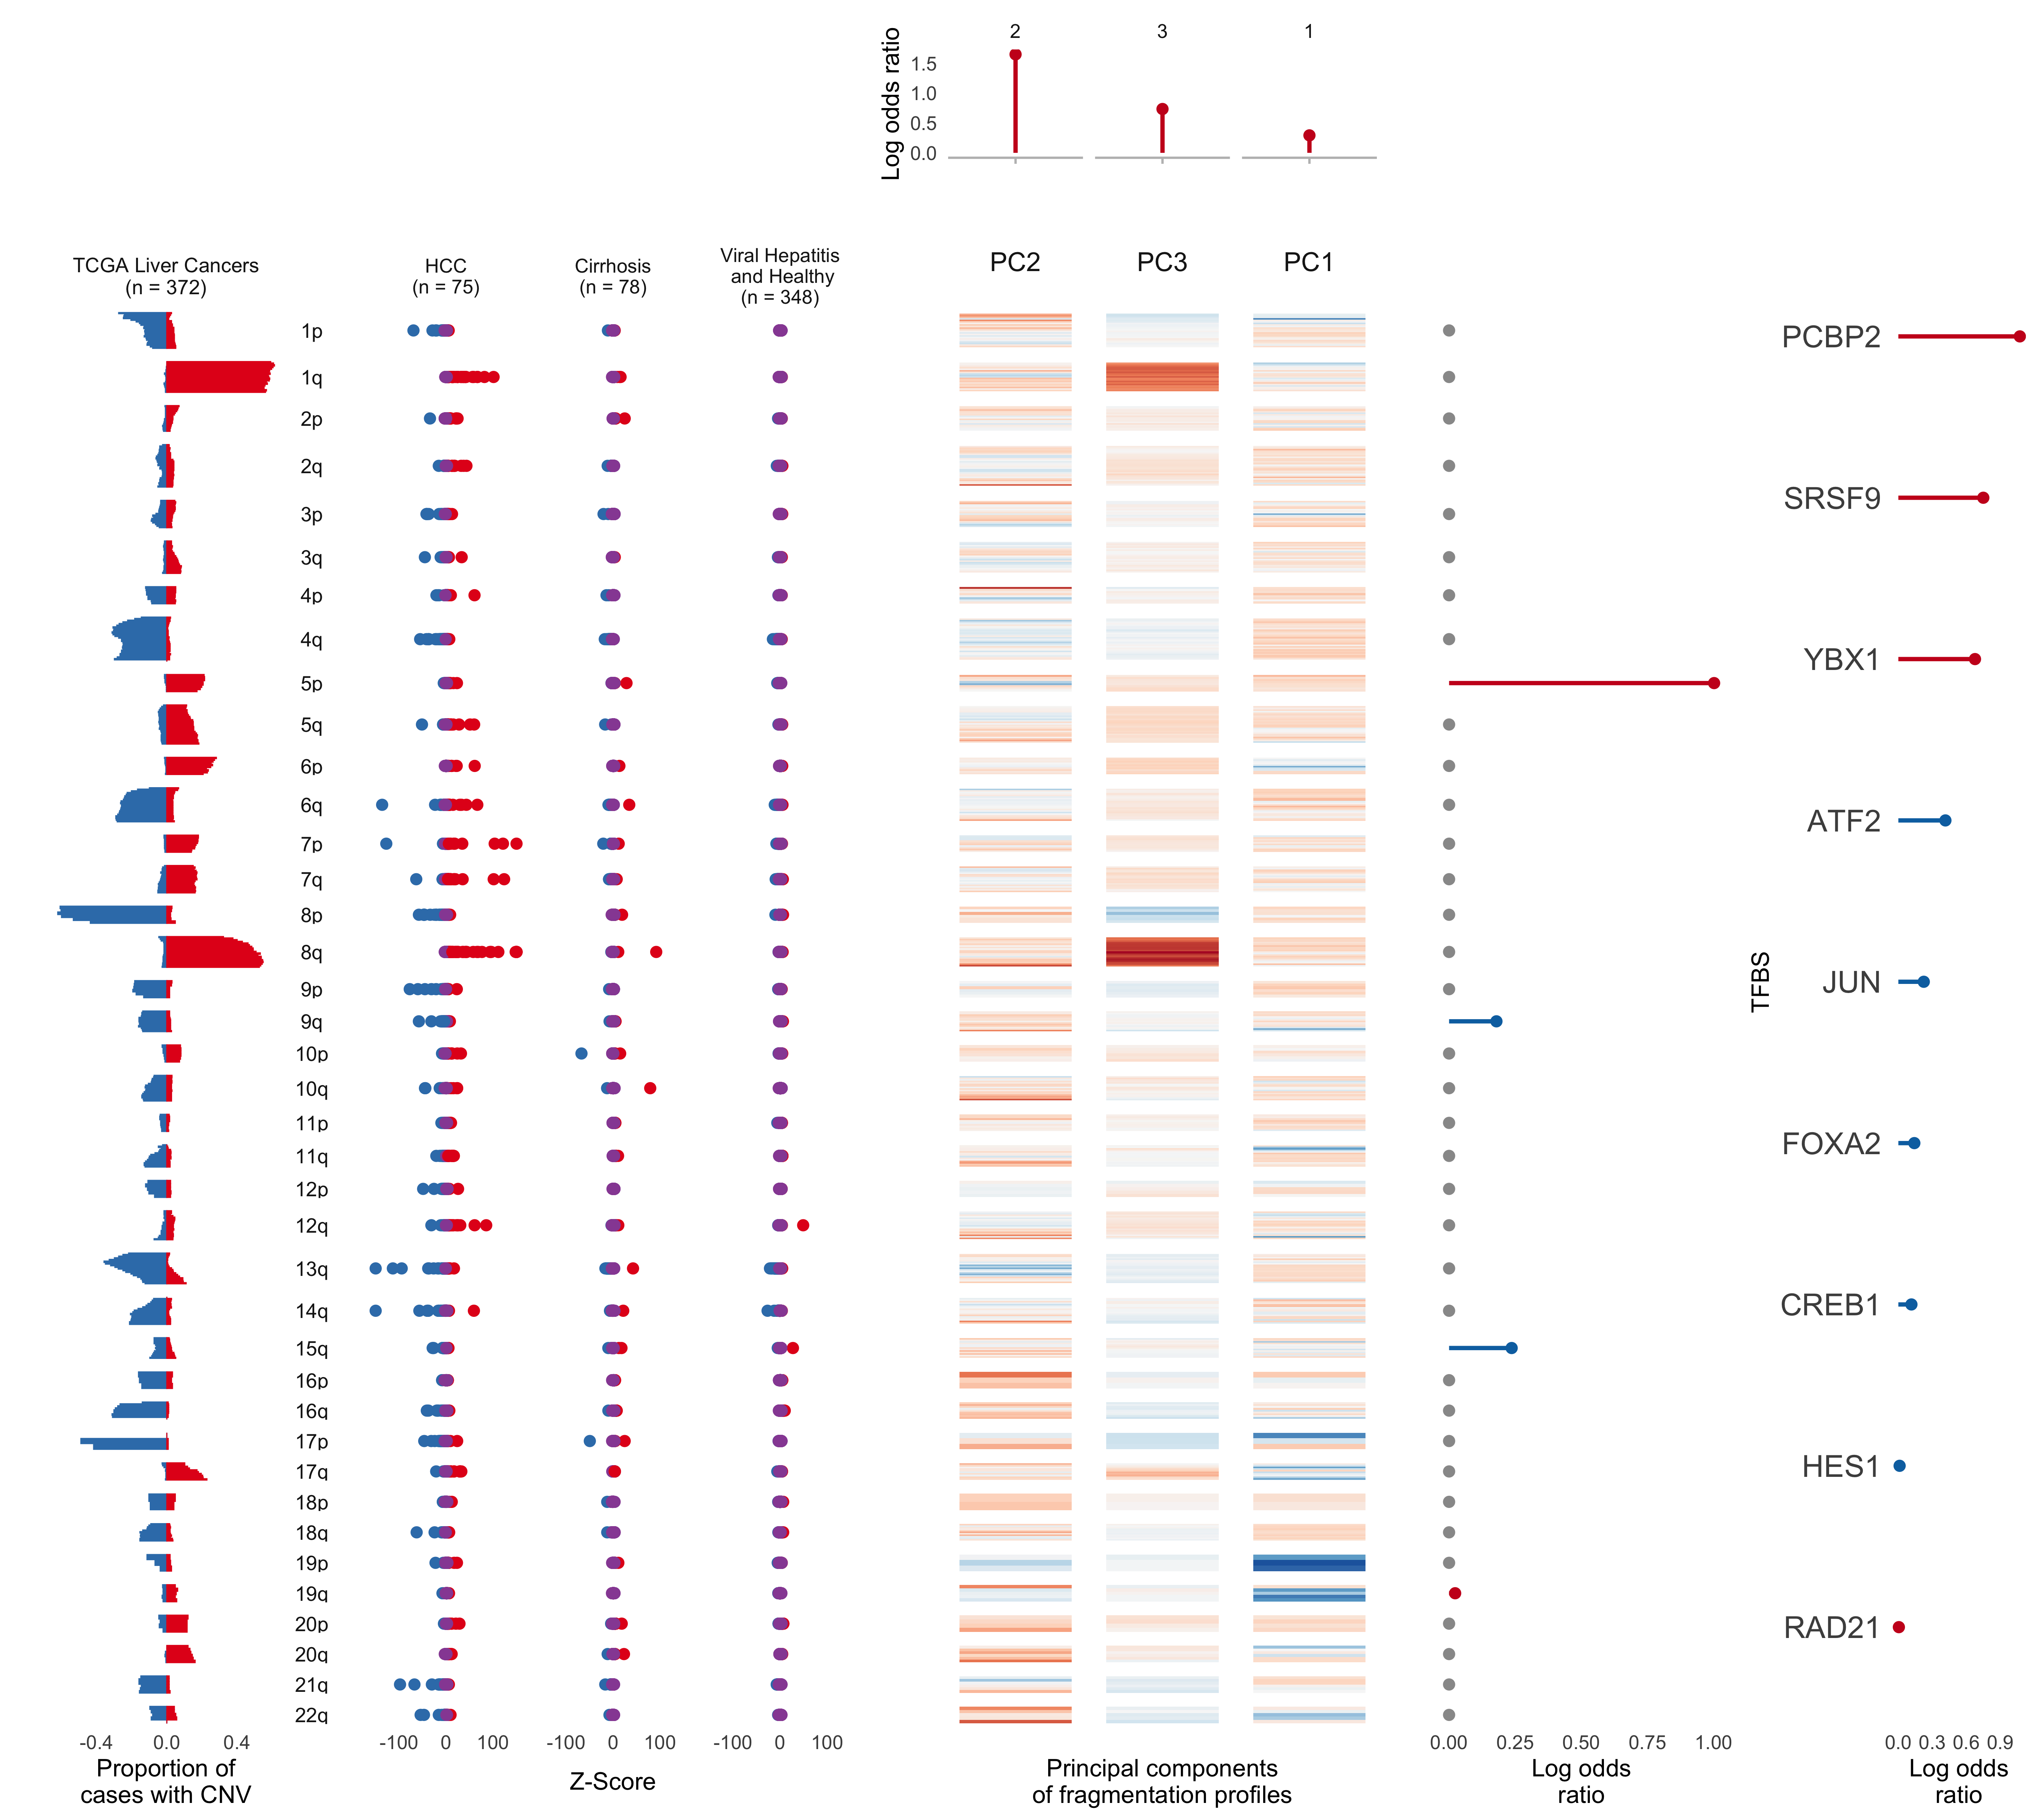 2 3 1
Log odds ratio
1.5
1.0
0.5
0.0
TCGA Liver Cancers
(n = 372)
HCC
(n = 75)
Cirrhosis
(n = 78)
Viral Hepatitis
and Healthy
(n = 348)
PC2 PC3 PC1
1p
1q
2p
2q
3p
3q
4p
4q
5p
5q
6p
6q
7p
7q
8p
8q
9p
9q
10p
10q
11p
11q
12p
12q
13q
14q
15q
16p
16q
17p
17q
18p
18q
19p
19q
20p
20q
21q
22q
TFBS
PCBP2
SRSF9
YBX1
ATF2
JUN
FOXA2
CREB1
HES1
RAD21
-0.4 0.0 0.4
Proportion of
cases with CNV
-100 0 100 -100 0 100 -100 0 100
Z-Score
Principal components
of fragmentation profiles
0.00 0.25 0.50 0.75 1.00
Log odds
ratio
0.0 0.3 0.6 0.9
Log odds
ratio